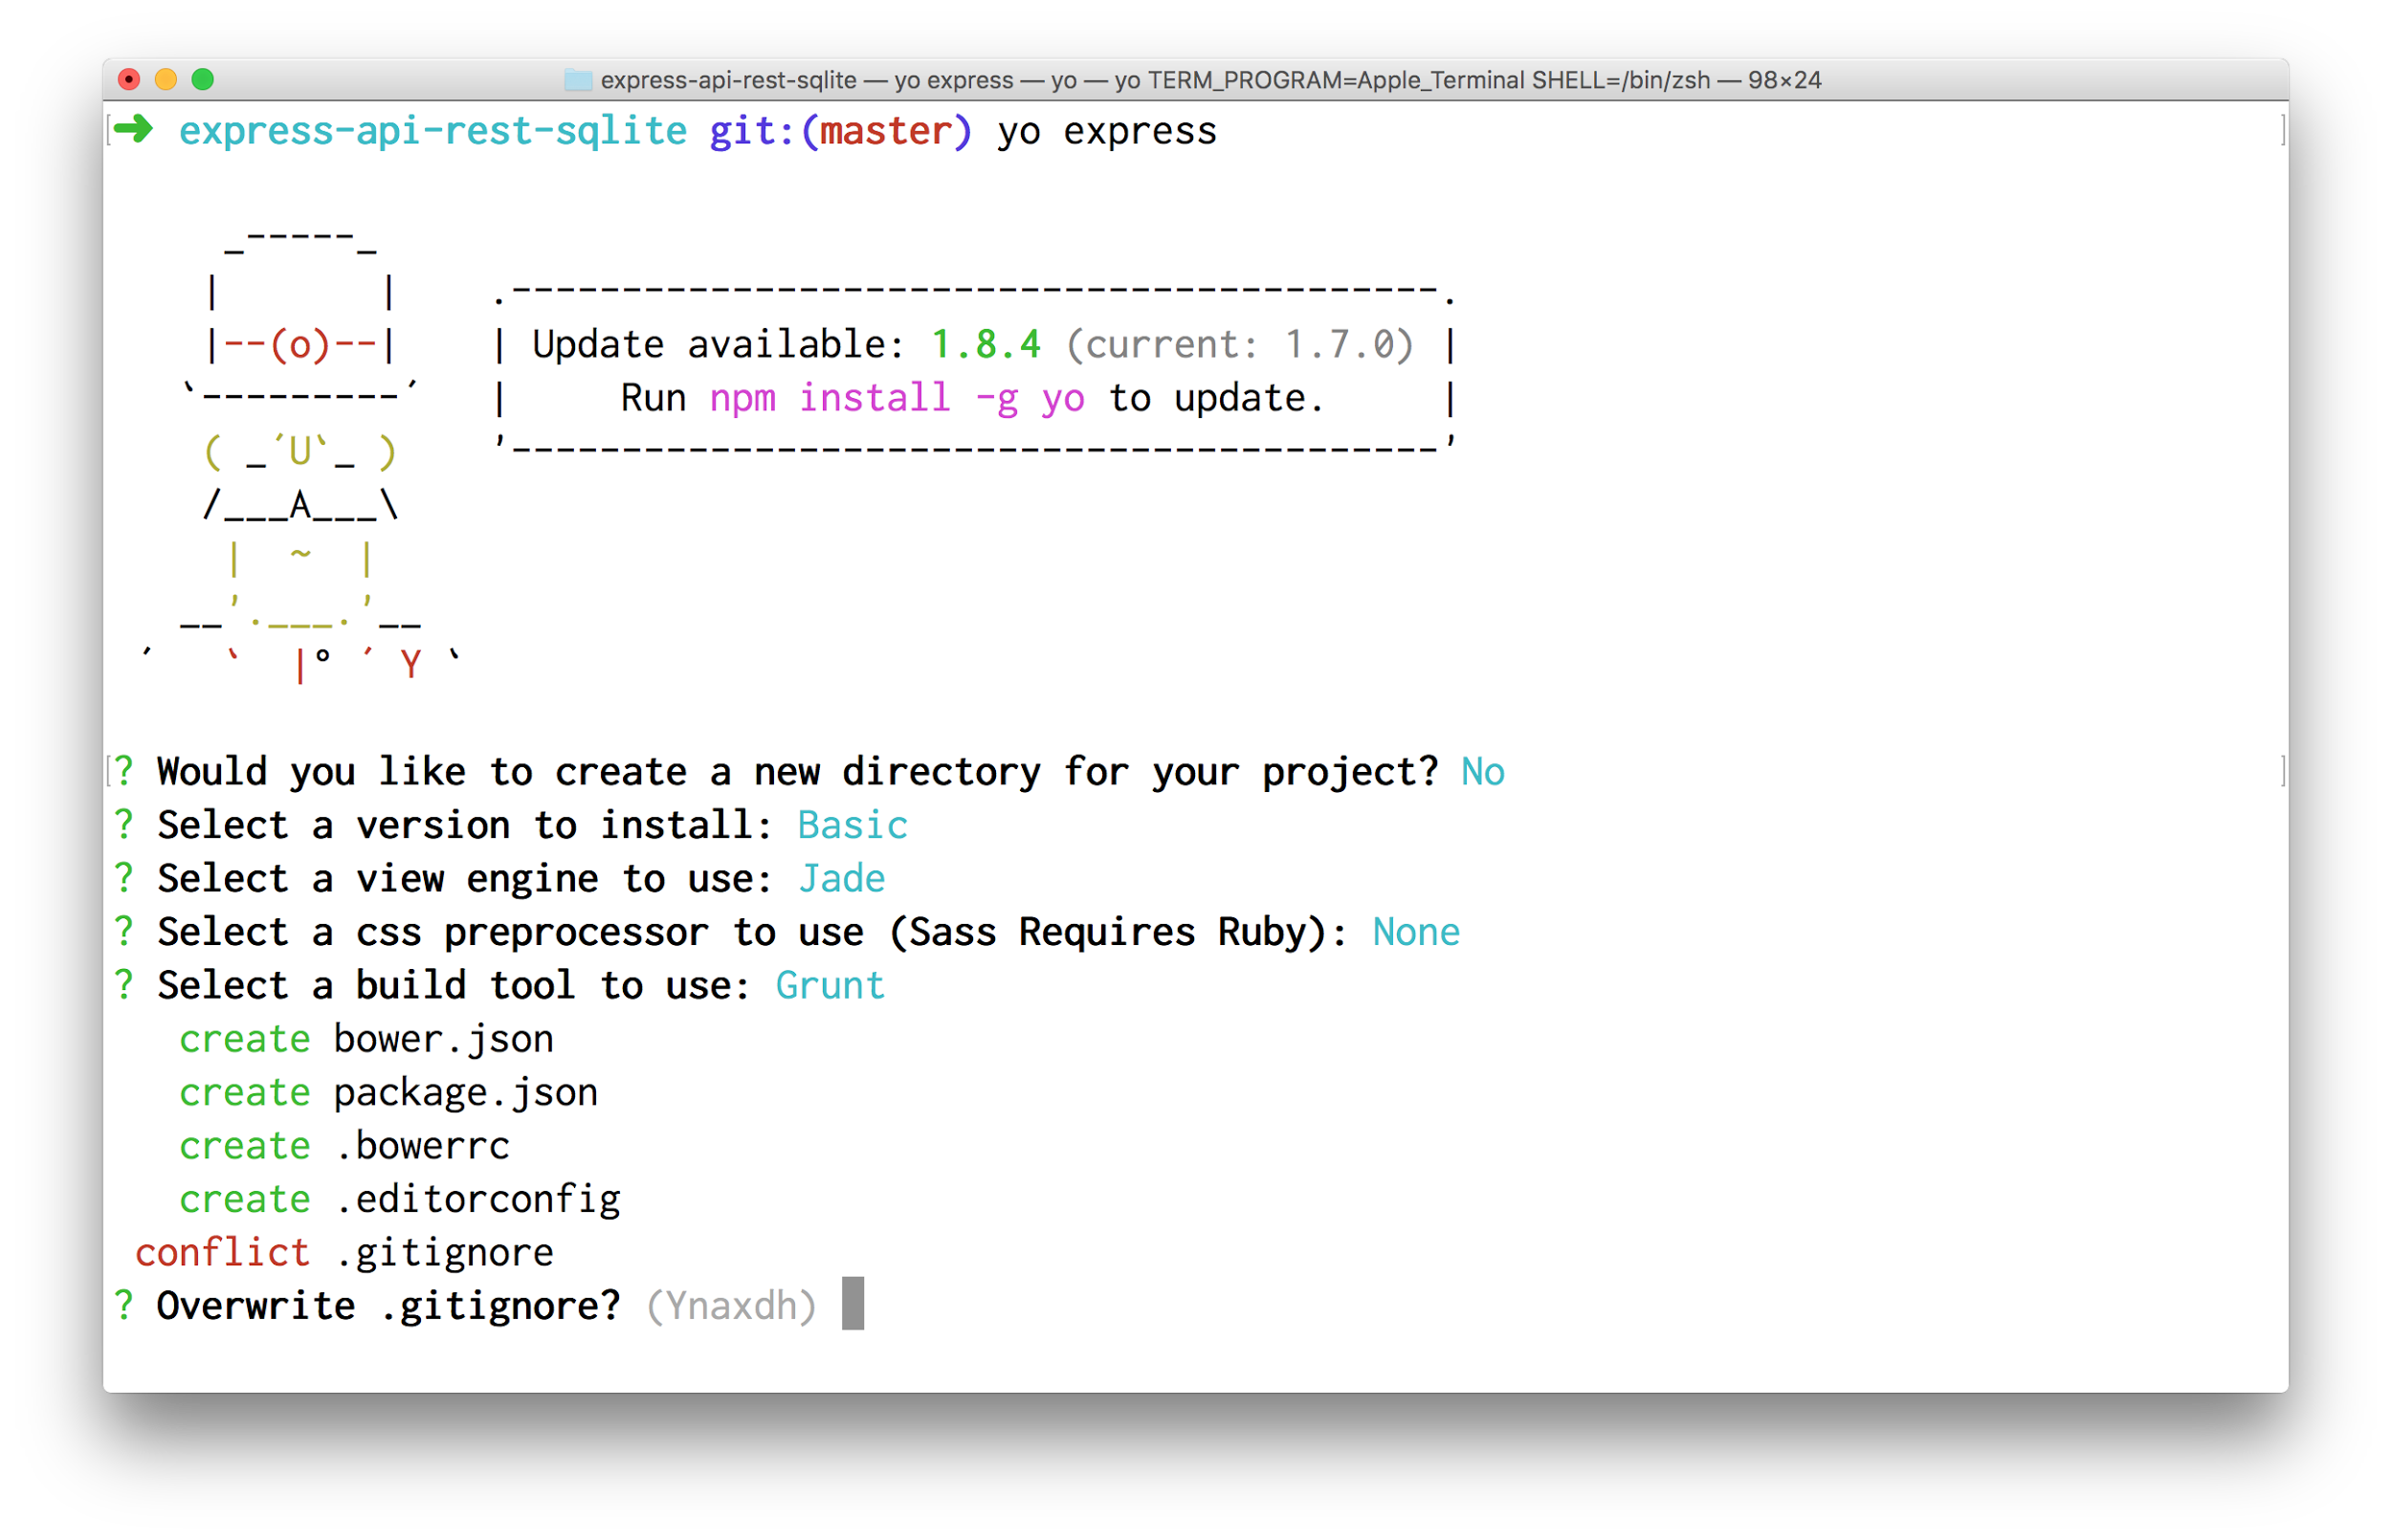 express-api-rest-sqlite — yo express — yo — yo TERM_PROGRAM=Apple_Terminal SHELL=/bin/zsh — 98×24
[➜  express-api-rest-sqlite git:(master) yo express ]
     _-----_
    |       |    .------------------------------------------.
    |--(o)--|    | Update available: 1.8.4 (current: 1.7.0) |
   `---------´   |     Run npm install -g yo to update.     |
    ( _´U`_ )    '------------------------------------------'
    /___A___\
     |  ~  |
   __'.___.'__
 ´   `  |° ´ Y `
[? Would you like to create a new directory for your project? No ]
? Select a version to install: Basic
? Select a view engine to use: Jade
? Select a css preprocessor to use (Sass Requires Ruby): None
? Select a build tool to use: Grunt
   create bower.json
   create package.json
   create .bowerrc
   create .editorconfig
 conflict .gitignore
? Overwrite .gitignore? (Ynaxdh)